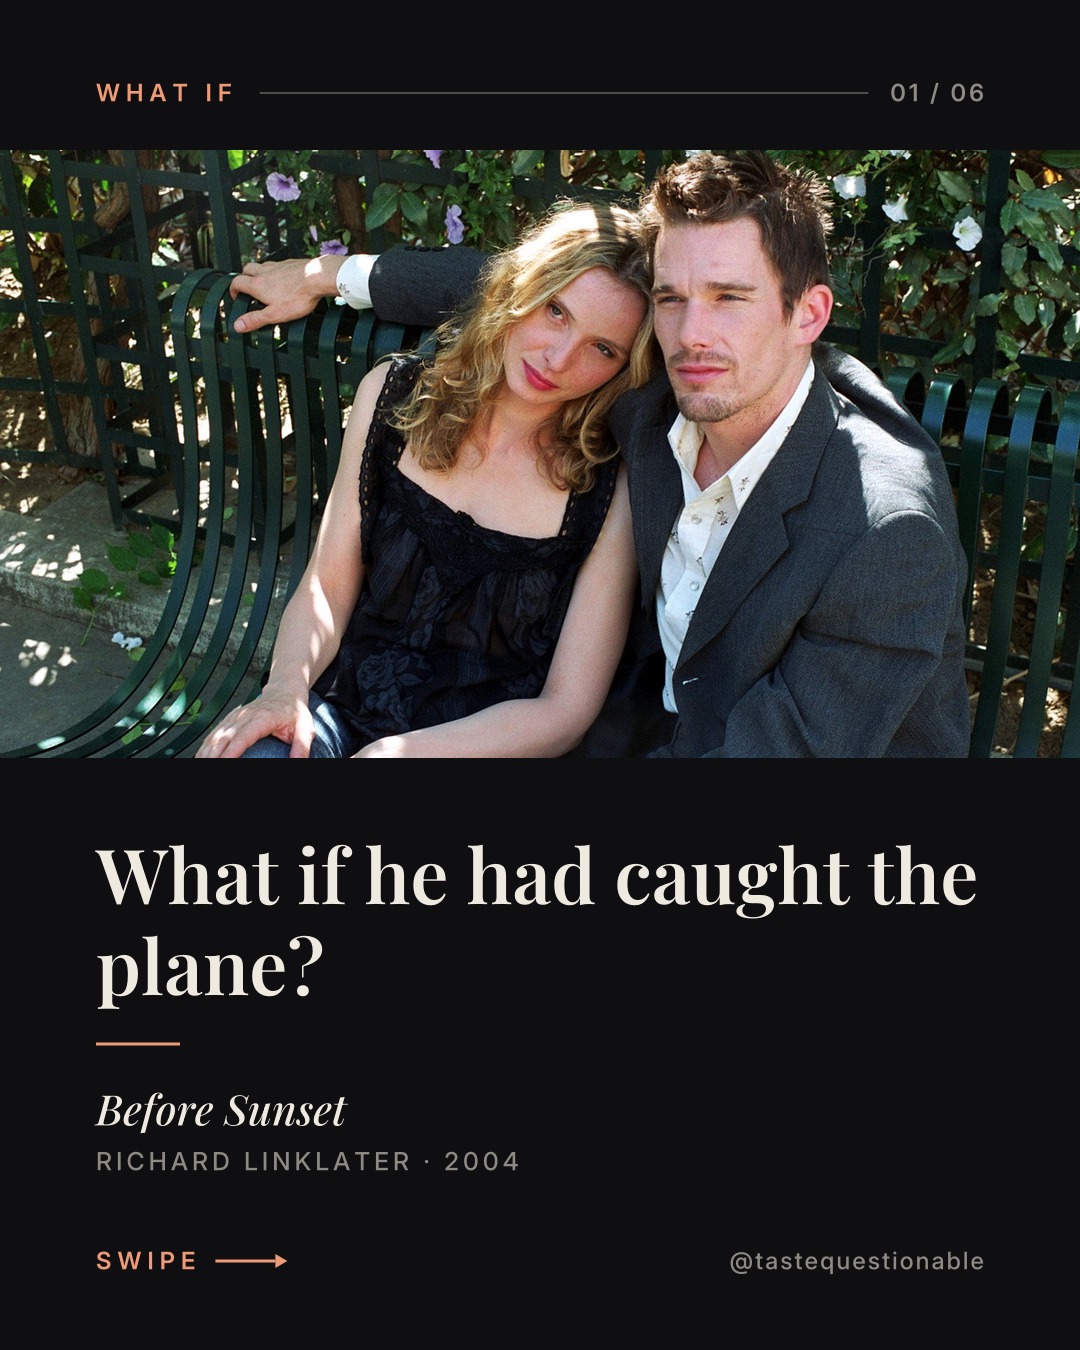 WHAT IF
01 / 06
What if he had caught the
plane?
Before Sunset
RICHARD LINKLATER · 2004
SWIPE
@tastequestionable